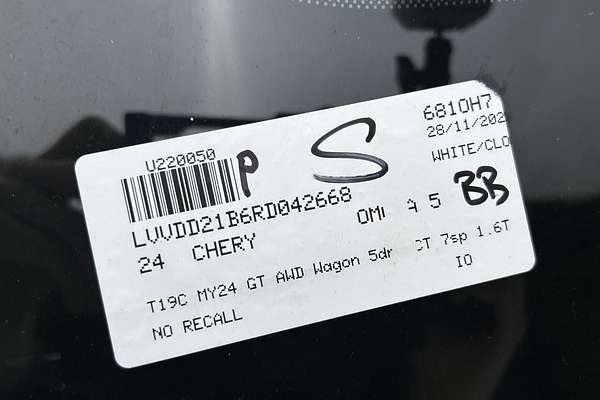 U220050 P S 6810H7
28/11/202
WHITE/CLO
LVVDD21B6RD042668 OMI A 5 BB
24 CHERY
T19C MY24 GT AWD Wagon 5dr CT 7sp 1.6T
NO RECALL IO